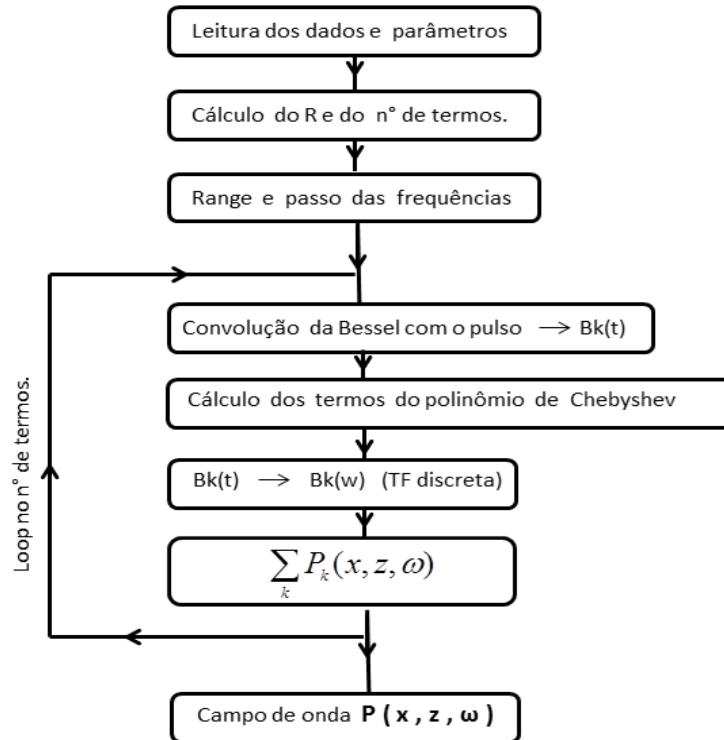 Leitura dos dados e parâmetros
Cálculo do R e do n° de termos.
Range e passo das frequências
Convolução da Bessel com o pulso → Bk(t)
Cálculo dos termos do polinômio de Chebyshev
Bk(t) → Bk(w) (TF discreta)
∑ₖ Pₖ(x, z, ω)
Campo de onda P ( x , z , ω )
Loop no n° de termos.